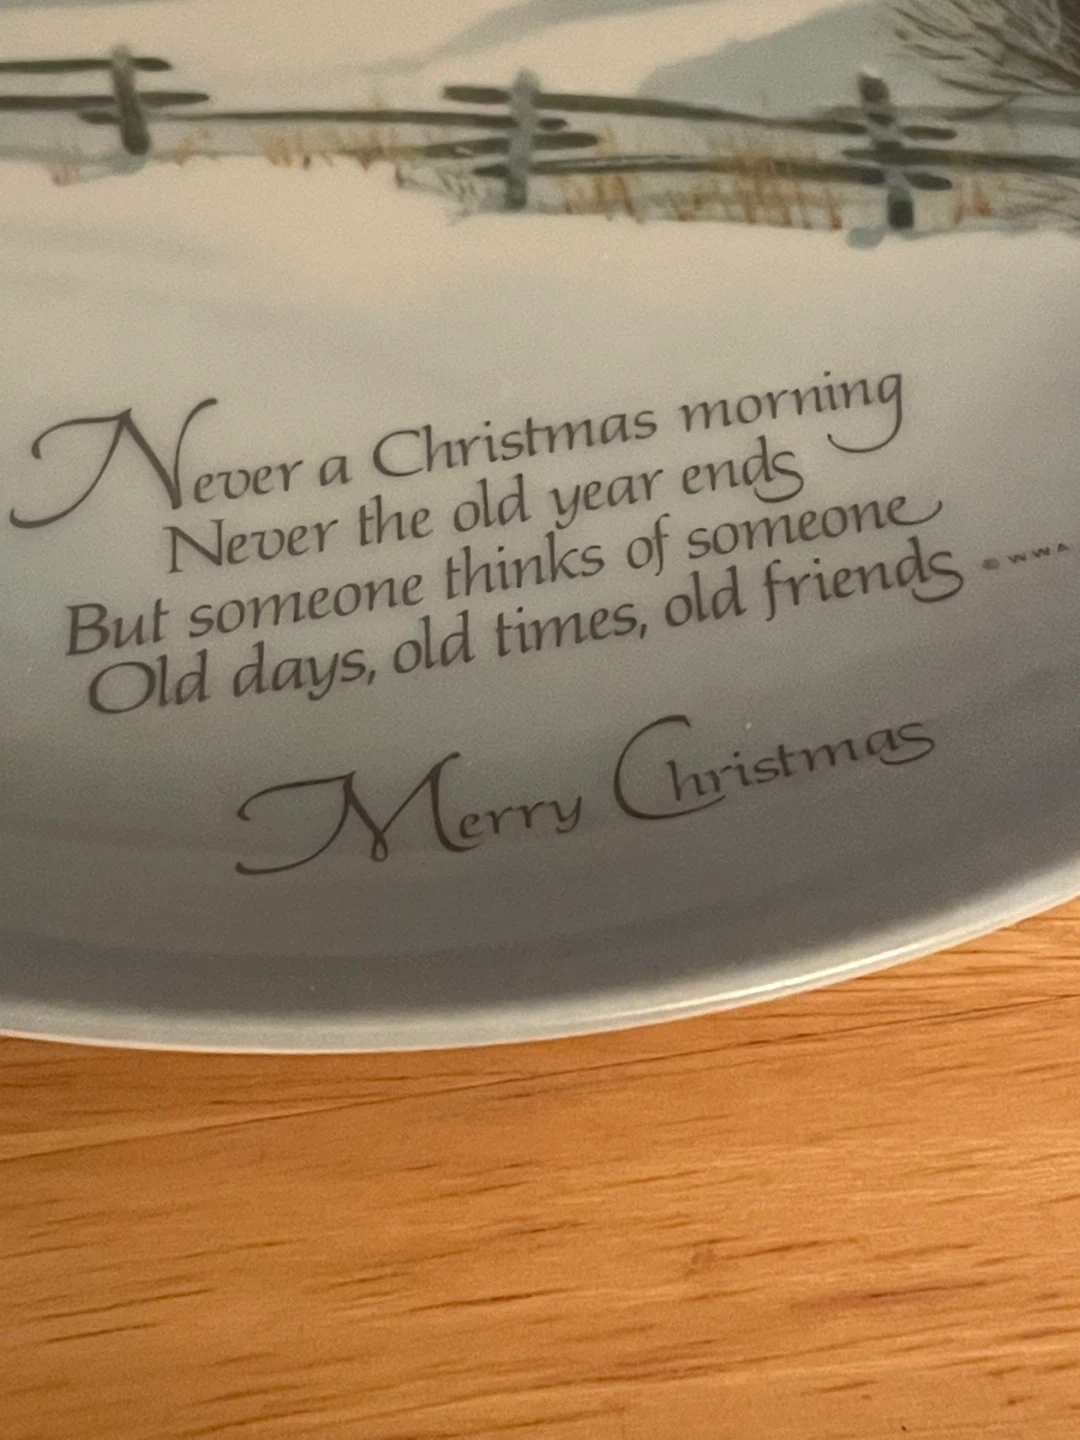 Never a Christmas morning
Never the old year ends
But someone thinks of someone
Old days, old times, old friends © WWA
Merry Christmas